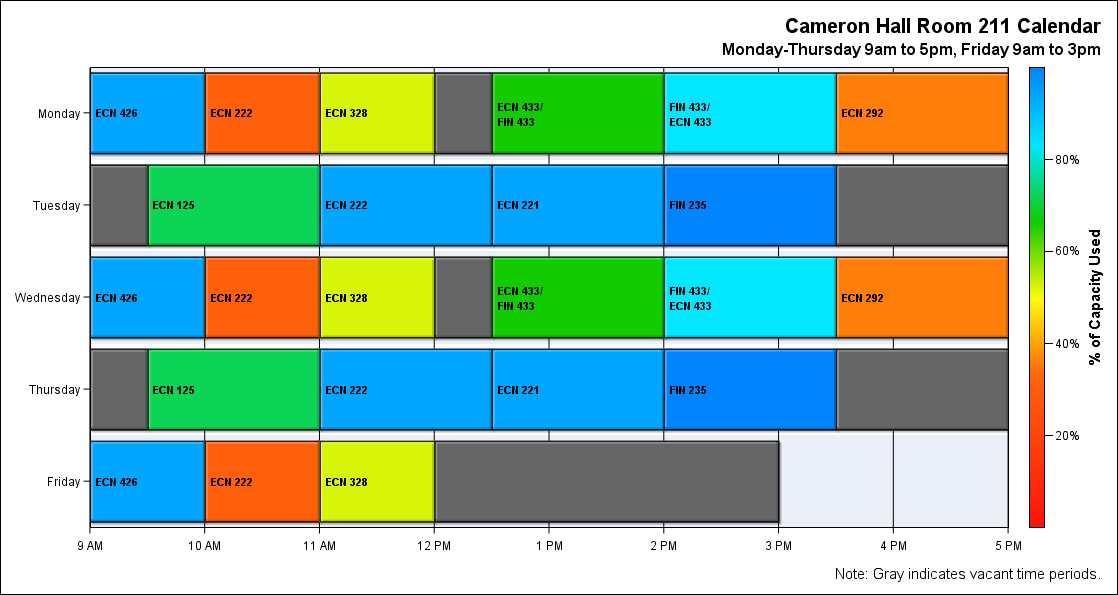 Cameron Hall Room 211 Calendar
Monday-Thursday 9am to 5pm, Friday 9am to 3pm
Monday
ECN 426
ECN 222
ECN 328
ECN 433/
FIN 433
FIN 433/
ECN 433
ECN 292
Tuesday
ECN 125
ECN 222
ECN 221
FIN 235
Wednesday
ECN 426
ECN 222
ECN 328
ECN 433/
FIN 433
FIN 433/
ECN 433
ECN 292
Thursday
ECN 125
ECN 222
ECN 221
FIN 235
Friday
ECN 426
ECN 222
ECN 328
9 AM
10 AM
11 AM
12 PM
1 PM
2 PM
3 PM
4 PM
5 PM
80%
60%
40%
20%
% of Capacity Used
Note: Gray indicates vacant time periods.